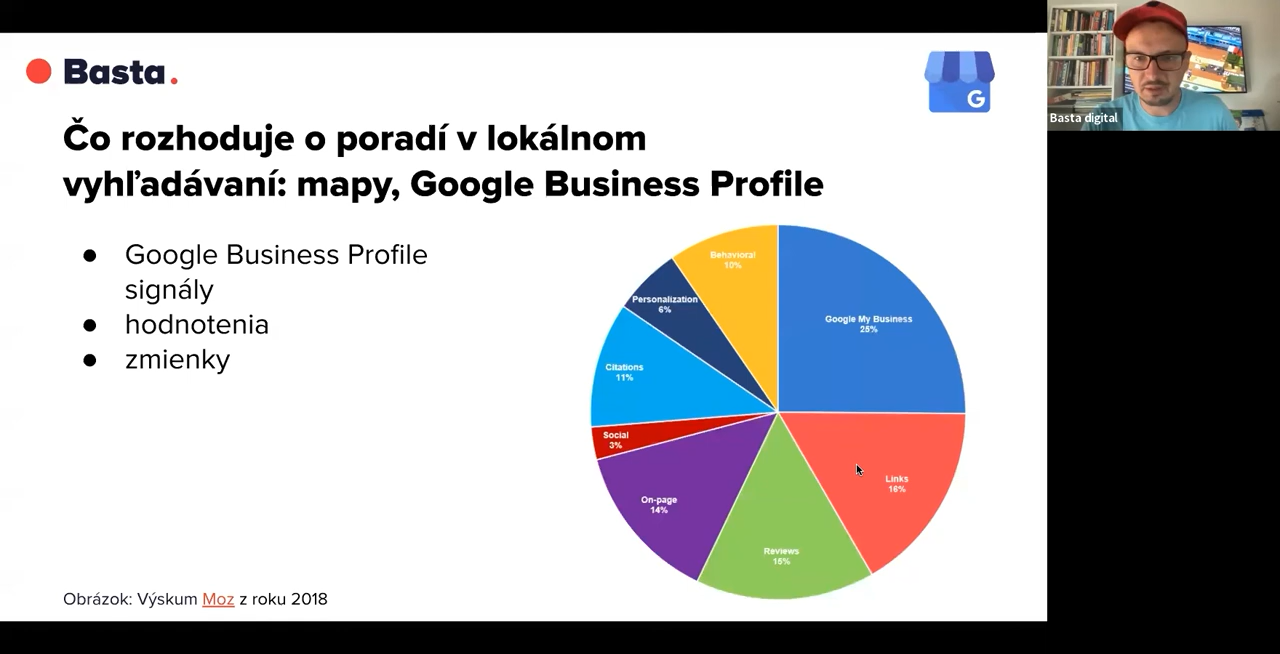 Basta.
G
Basta digital
Čo rozhoduje o poradí v lokálnom
vyhľadávaní: mapy, Google Business Profile
● Google Business Profile
signály
● hodnotenia
● zmienky
Behavioral
10%
Personalization
6%
Google My Business
25%
Citations
11%
Social
3%
Links
16%
On-page
14%
Reviews
15%
Obrázok: Výskum Moz z roku 2018